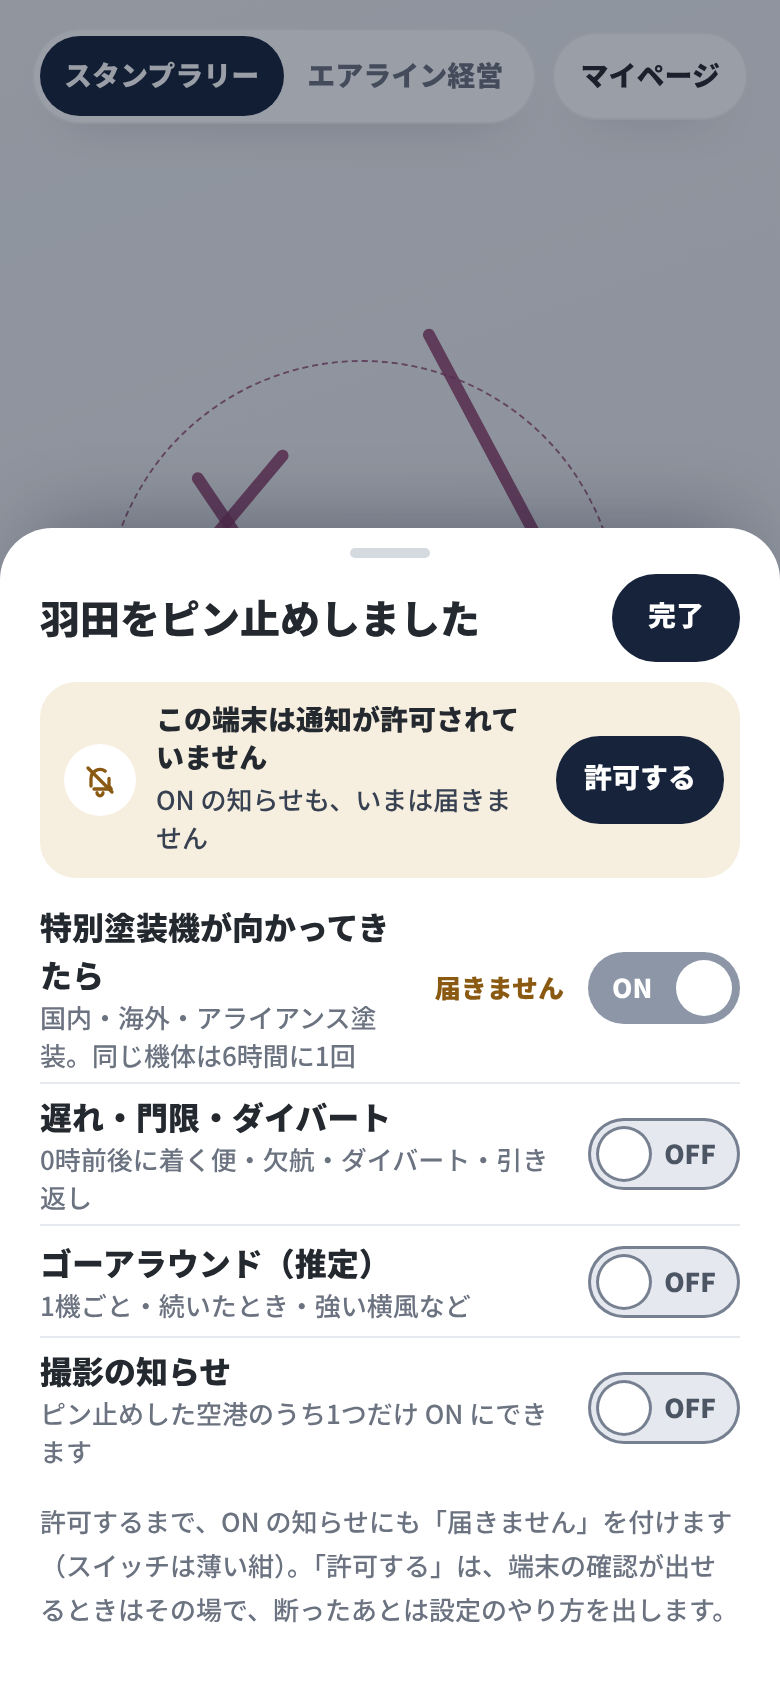 スタンプラリー
エアライン経営
マイページ
羽田をピン止めしました
完了
この端末は通知が許可されて
いません
ON の知らせも、いまは届きま
せん
許可する
特別塗装機が向かってき
たら
国内・海外・アライアンス塗
装。同じ機体は6時間に1回
届きません
ON
遅れ・門限・ダイバート
0時前後に着く便・欠航・ダイバート・引き
返し
OFF
ゴーアラウンド（推定）
1機ごと・続いたとき・強い横風など
OFF
撮影の知らせ
ピン止めした空港のうち1つだけ ON にでき
ます
OFF
許可するまで、ON の知らせにも「届きません」を付けます
（スイッチは薄い紺）。「許可する」は、端末の確認が出せ
るときはその場で、断ったあとは設定のやり方を出します。